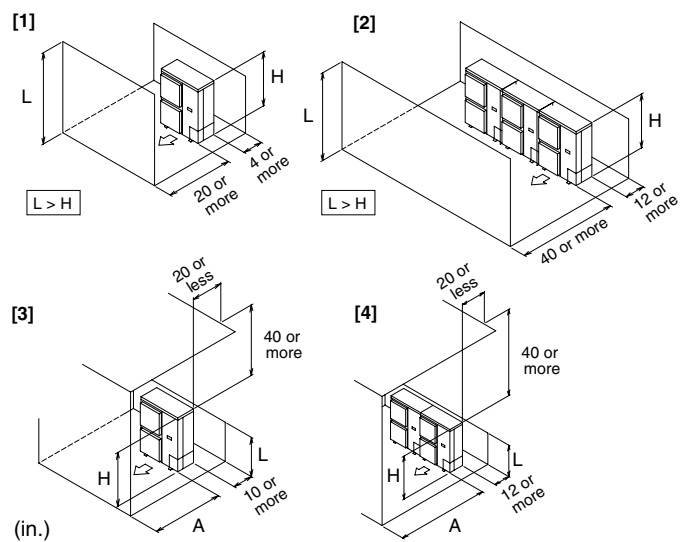 [1]
L
H
4 or
more
20 or
more
L > H
[2]
L
H
12 or
more
40 or more
L > H
[3]
20 or
less
40 or
more
H
L
10 or
more
A
[4]
20 or
less
40 or
more
H
L
12 or
more
A
(in.)